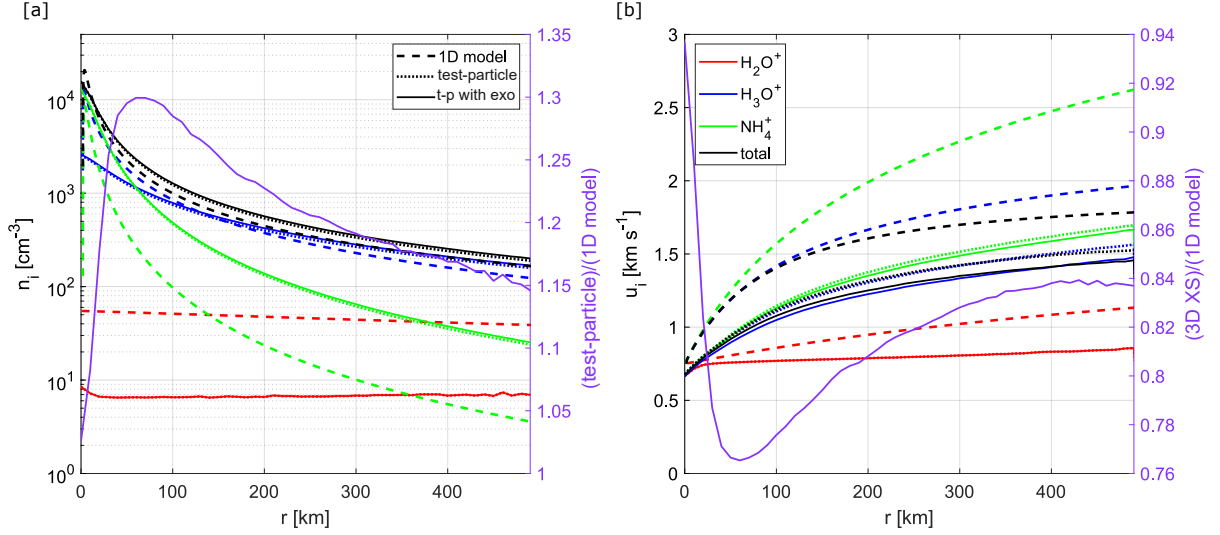 [a]
[b]
n_i [cm^-3]
10^4
10^3
10^2
10^1
10^0
0
100
200
300
400
r [km]
1D model
test-particle
t-p with exo
1.35
1.3
1.25
1.2
1.15
1.1
1.05
1
(test-particle)/(1D model)
u_i [km s^-1]
3
2.5
2
1.5
1
0.5
0
0
100
200
300
400
r [km]
H_2O^+
H_3O^+
NH_4^+
total
0.94
0.92
0.9
0.88
0.86
0.84
0.82
0.8
0.78
0.76
(3D XS)/(1D model)